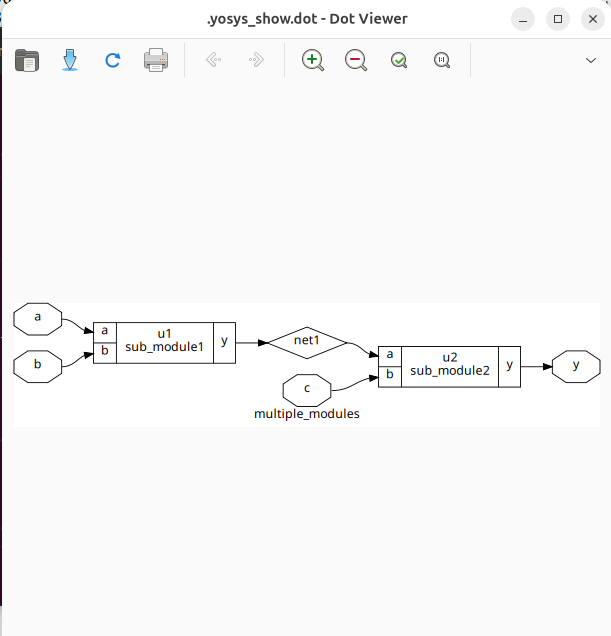 .yosys_show.dot - Dot Viewer
a
b
a
b
u1
sub_module1
y
net1
c
a
b
u2
sub_module2
y
y
multiple_modules